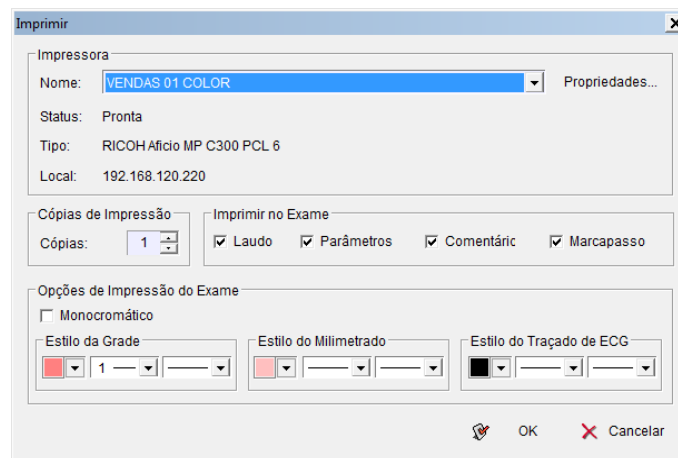 Imprimir
Impressora
Nome: VENDAS 01 COLOR Propriedades...
Status: Pronta
Tipo: RICOH Aficio MP C300 PCL 6
Local: 192.168.120.220
Cópias de Impressão Imprimir no Exame
Cópias: 1 Laudo Parâmetros Comentáric Marcapasso
Opções de Impressão do Exame
Monocromático
Estilo da Grade Estilo do Milimetrado Estilo do Traçado de ECG
1
OK Cancelar